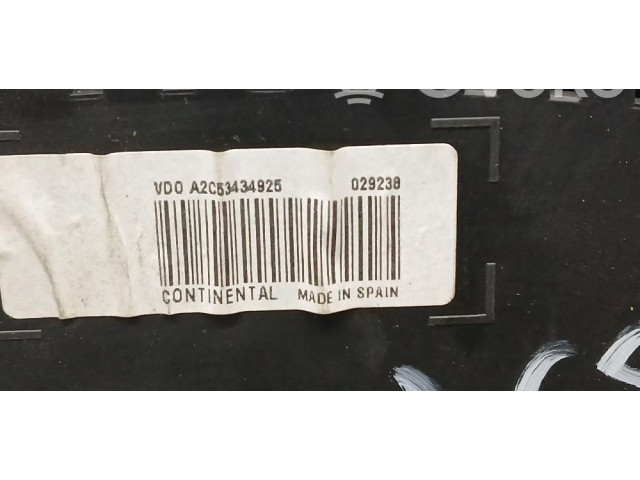 VDO A2C53434925 029238
CONTINENTAL MADE IN SPAIN